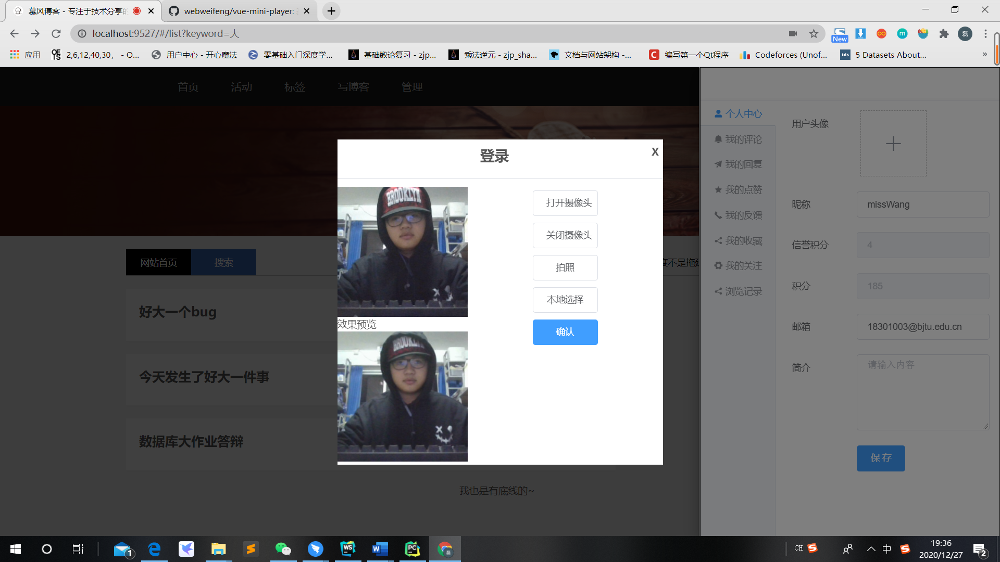 慕风博客 - 专注于技术分享的
webweifeng/vue-mini-player:
localhost:9527/#/list?keyword=大
New
磊
应用
2,6,12,40,30， - O...
用户中心 - 开心魔法
零基础入门深度学...
基础数论复习 - zjp...
乘法逆元 - zjp_sha...
文档与网站架构 -...
编写第一个Qt程序
Codeforces (Unof...
tds
5 Datasets About...
»
首页
活动
标签
写博客
管理
个人中心
我的评论
我的回复
我的点赞
我的反馈
我的收藏
我的关注
浏览记录
用户头像
昵称
missWang
信誉积分
4
积分
185
邮箱
18301003@bjtu.edu.cn
简介
请输入内容
保 存
网站首页
搜索
好大一个bug
今天发生了好大一件事
数据库大作业答辩
我也是有底线的~
登录
X
BROOKLYN
效果预览
BROOKLYN
打开摄像头
关闭摄像头
拍照
本地选择
确认
1
WS
W
PC
CH
中
19:36
2020/12/27
2